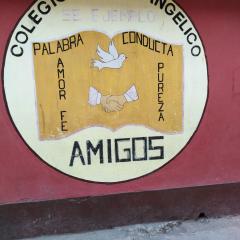 COLEGIO
ANGELICO
SE EJEMPLO
PALABRA
CONDUCTA
AMOR FE
PUREZA
AMIGOS